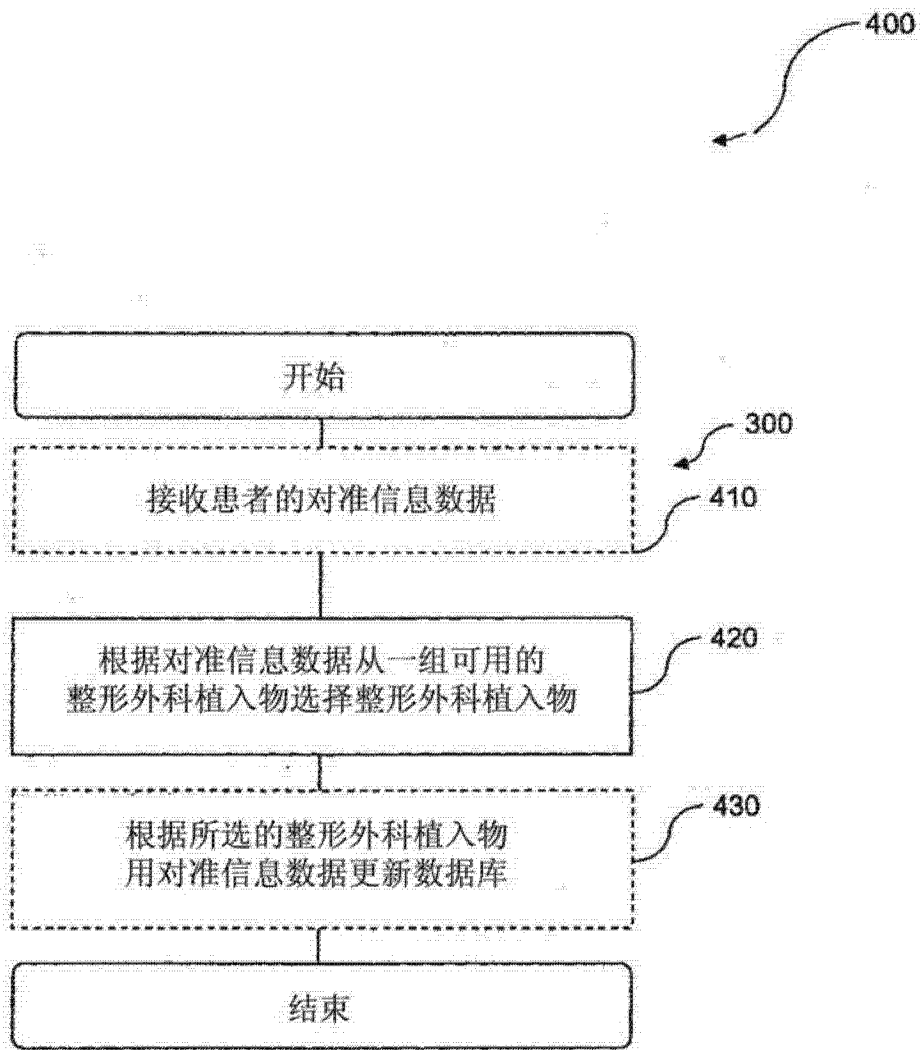 400
开始
300
接收患者的对准信息数据
410
根据对准信息数据从一组可用的
整形外科植入物选择整形外科植入物
420
根据所选的整形外科植入物
用对准信息数据更新数据库
430
结束